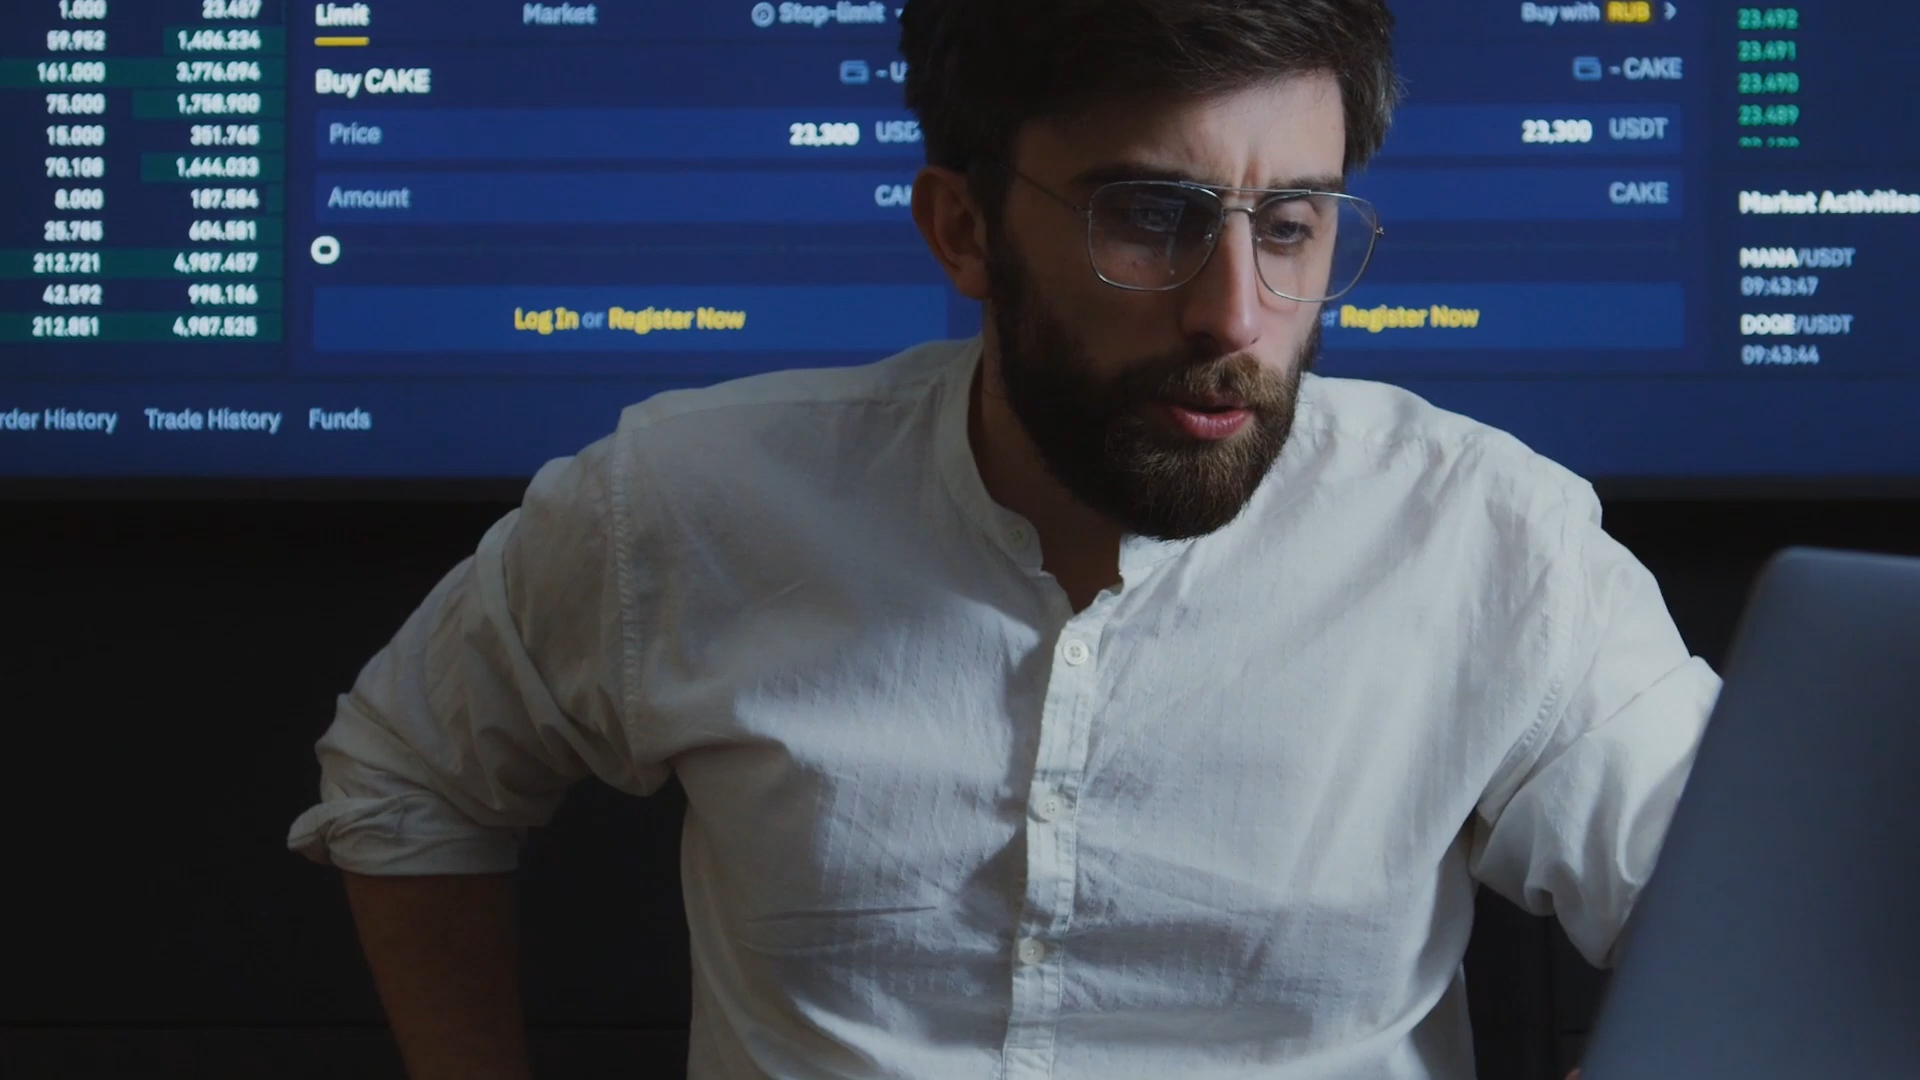 1.000 23.457
59.952 1,406.234
161.000 3,776.094
75.000 1,758.900
15.000 351.765
70.108 1,644.033
8.000 187.584
25.785 604.581
212.721 4,987.457
42.592 998.186
212.851 4,987.525
Limit Market Stop-limit
Buy with RUB
Buy CAKE - U
- CAKE
Price 23,300 USD
23,300 USDT
Amount CA
CAKE
Log In or Register Now
er Register Now
rder History Trade History Funds
23.492
23.491
23.490
23.489
Market Activities
MANA/USDT
09:43:47
DOGE/USDT
09:43:44